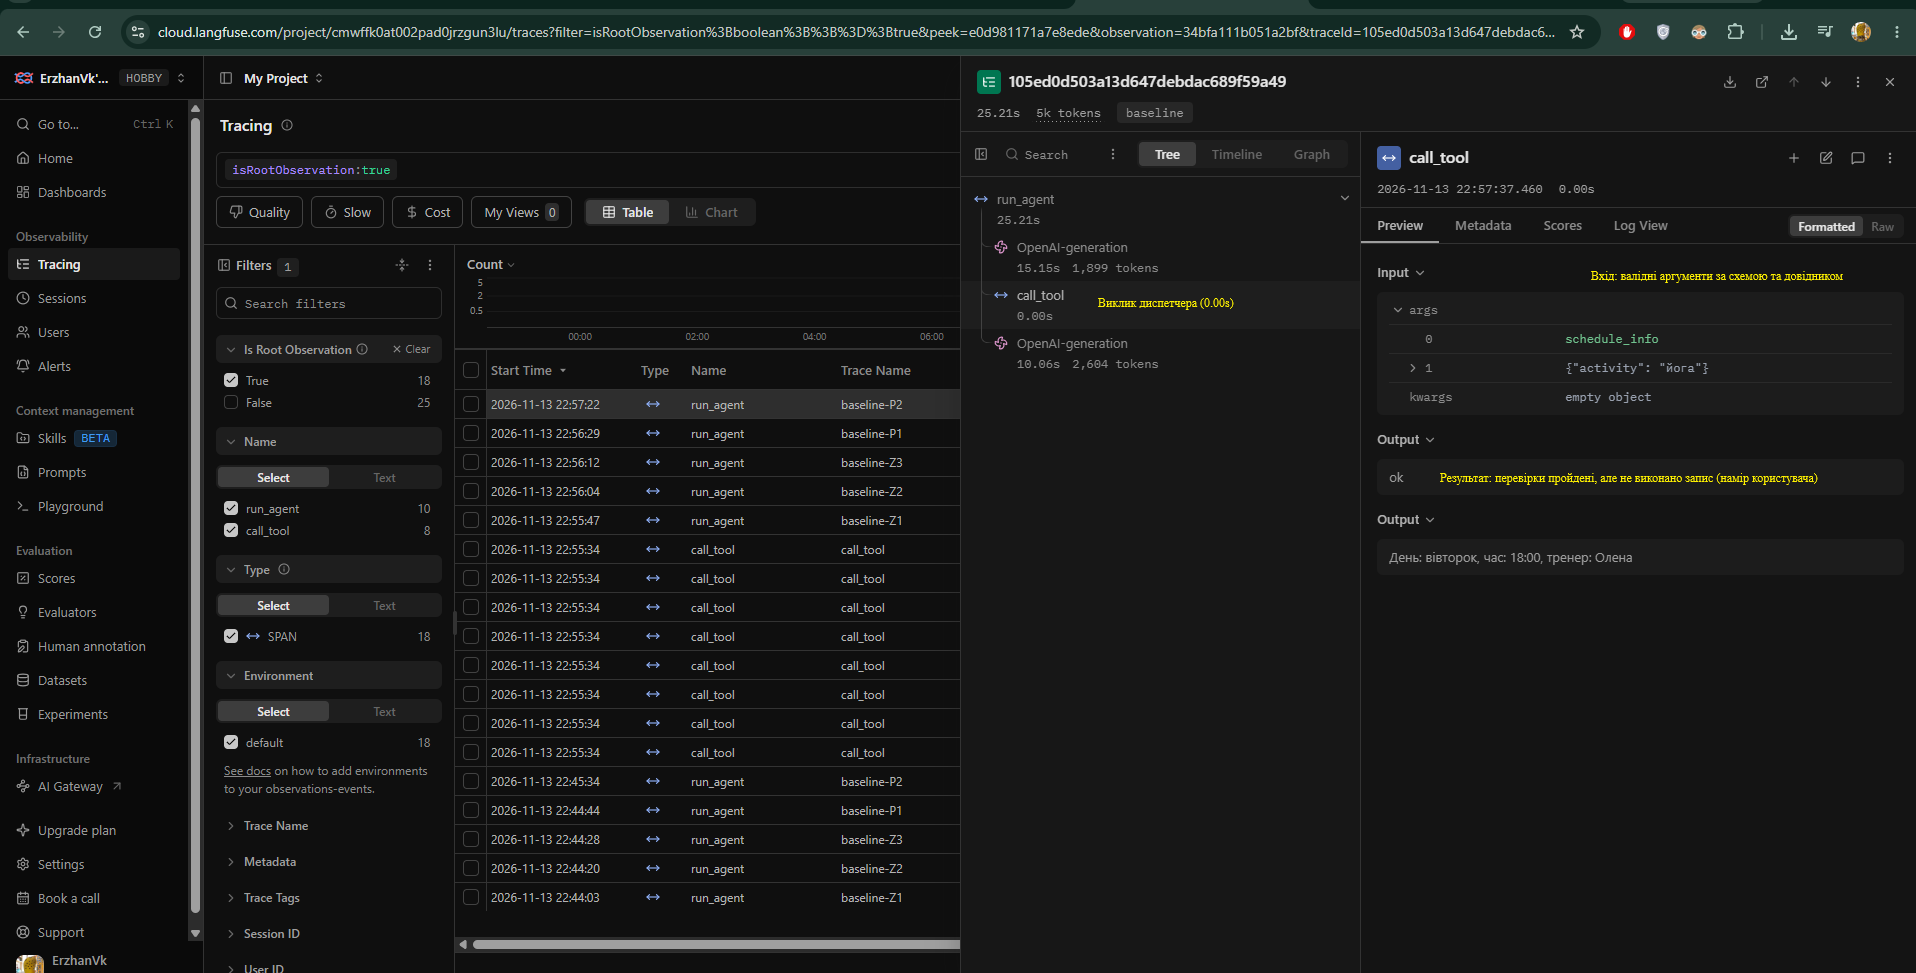 cloud.langfuse.com/project/cmwffk0at002pad0jrzgun3lu/traces?filter=isRootObservation%3Bboolean%3B%3B%3D%3Btrue&peek=e0d981171a7e8ede&observation=34bfa111b051a2bf&traceId=105ed0d503a13d647debdac6...
ErzhanVk'... HOBBY
My Project
Go to... Ctrl K
Home
Dashboards
Observability
Tracing
Sessions
Users
Alerts
Context management
Skills BETA
Prompts
Playground
Evaluation
Scores
Evaluators
Human annotation
Datasets
Experiments
Infrastructure
AI Gateway
Upgrade plan
Settings
Book a call
Support
ErzhanVk
Tracing
isRootObservation:true
Quality Slow Cost My Views 0 Table Chart
Filters 1
Search filters
Is Root Observation Clear
True 18
False 25
Name
Select Text
run_agent 10
call_tool 8
Type
Select Text
SPAN 18
Environment
Select Text
default 18
See docs on how to add environments
to your observations-events.
Trace Name
Metadata
Trace Tags
Session ID
User ID
Count
5
2
0.5
00:00 02:00 04:00 06:00
Start Time Type Name Trace Name
2026-11-13 22:57:22 run_agent baseline-P2
2026-11-13 22:56:29 run_agent baseline-P1
2026-11-13 22:56:12 run_agent baseline-Z3
2026-11-13 22:56:04 run_agent baseline-Z2
2026-11-13 22:55:47 run_agent baseline-Z1
2026-11-13 22:55:34 call_tool call_tool
2026-11-13 22:55:34 call_tool call_tool
2026-11-13 22:55:34 call_tool call_tool
2026-11-13 22:55:34 call_tool call_tool
2026-11-13 22:55:34 call_tool call_tool
2026-11-13 22:55:34 call_tool call_tool
2026-11-13 22:55:34 call_tool call_tool
2026-11-13 22:55:34 call_tool call_tool
2026-11-13 22:45:34 run_agent baseline-P2
2026-11-13 22:44:44 run_agent baseline-P1
2026-11-13 22:44:28 run_agent baseline-Z3
2026-11-13 22:44:20 run_agent baseline-Z2
2026-11-13 22:44:03 run_agent baseline-Z1
105ed0d503a13d647debdac689f59a49
25.21s 5k tokens baseline
Search Tree Timeline Graph
run_agent
25.21s
OpenAI-generation
15.15s 1,899 tokens
call_tool
0.00s
Виклик диспетчера (0.00s)
OpenAI-generation
10.06s 2,604 tokens
call_tool
2026-11-13 22:57:37.460 0.00s
Preview Metadata Scores Log View Formatted Raw
Input
Вхід: валідні аргументи за схемою та довідником
args
0 schedule_info
1 {"activity": "йога"}
kwargs empty object
Output
ok
Результат: перевірки пройдені, але не виконано запис (намір користувача)
Output
День: вівторок, час: 18:00, тренер: Олена